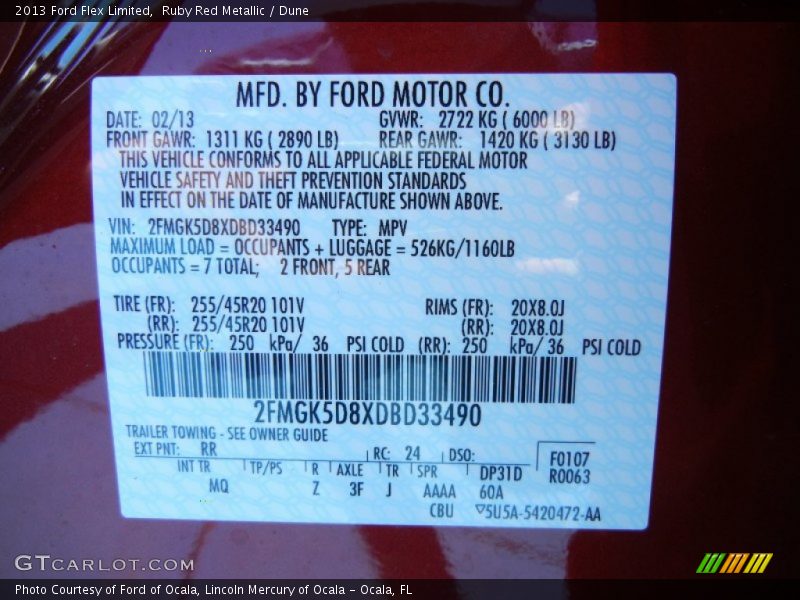 2013 Ford Flex Limited, Ruby Red Metallic / Dune
MFD. BY FORD MOTOR CO.
DATE: 02/13 GVWR: 2722 KG ( 6000 LB)
FRONT GAWR: 1311 KG ( 2890 LB) REAR GAWR: 1420 KG ( 3130 LB)
THIS VEHICLE CONFORMS TO ALL APPLICABLE FEDERAL MOTOR
VEHICLE SAFETY AND THEFT PREVENTION STANDARDS
IN EFFECT ON THE DATE OF MANUFACTURE SHOWN ABOVE.
VIN: 2FMGK5D8XDBD33490 TYPE: MPV
MAXIMUM LOAD = OCCUPANTS + LUGGAGE = 526KG/1160LB
OCCUPANTS = 7 TOTAL; 2 FRONT, 5 REAR
TIRE (FR): 255/45R20 101V RIMS (FR): 20X8.0J
(RR): 255/45R20 101V (RR): 20X8.0J
PRESSURE (FR): 250 kPa/ 36 PSI COLD (RR): 250 kPa/ 36 PSI COLD
2FMGK5D8XDBD33490
TRAILER TOWING - SEE OWNER GUIDE
EXT PNT: RR RC: 24 DSO: F0107
INT TR TP/PS R AXLE TR SPR DP31D R0063
MQ Z 3F J AAAA 60A
CBU ▽5U5A-5420472-AA
GTCARLOT.COM
Photo Courtesy of Ford of Ocala, Lincoln Mercury of Ocala – Ocala, FL